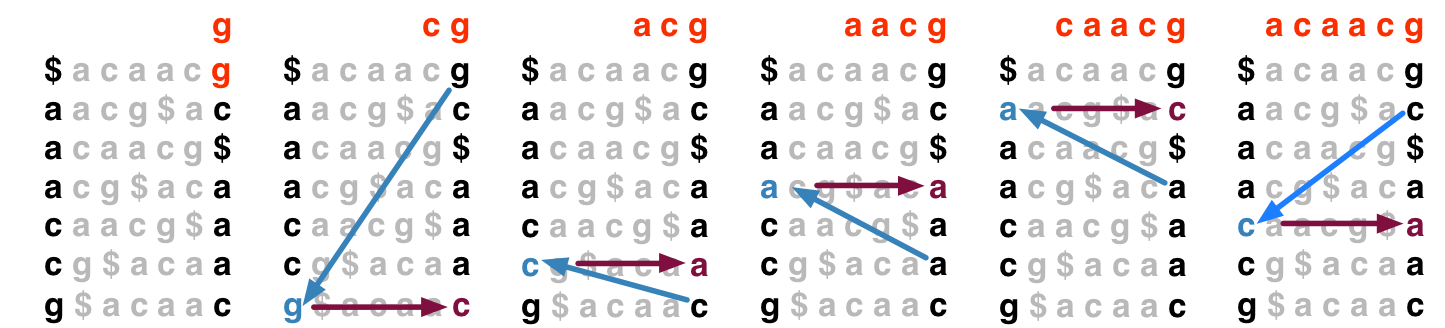 g c g a c g a a c g c a a c g a c a a c g
$ a c a a c g $ a c a a c g $ a c a a c g $ a c a a c g $ a c a a c g $ a c a a c g
a a c g $ a c a a c g $ a c a a c g $ a c a a c g $ a c a a c g $ a c a a c g $ a c
a c a a c g $ a c a a c g $ a c a a c g $ a c a a c g $ a c a a c g $ a c a a c g $
a c g $ a c a a c g $ a c a a c g $ a c a a c g $ a c a a c g $ a c a a c g $ a c a
c a a c g $ a c a a c g $ a c a a c g $ a c a a c g $ a c a a c g $ a c a a c g $ a
c g $ a c a a c g $ a c a a c g $ a c a a c g $ a c a a c g $ a c a a c g $ a c a a
g $ a c a a c g $ a c a a c g $ a c a a c g $ a c a a c g $ a c a a c g $ a c a a c